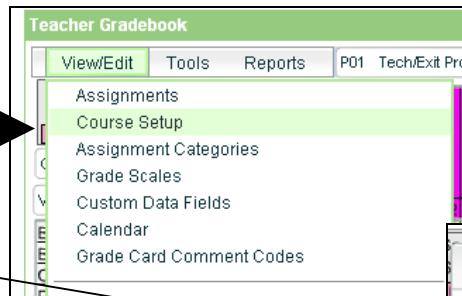 Teacher Gradebook
View/Edit Tools Reports P01 Tech/Exit Pro
Assignments
Course Setup
Assignment Categories
Grade Scales
Custom Data Fields
Calendar
Grade Card Comment Codes